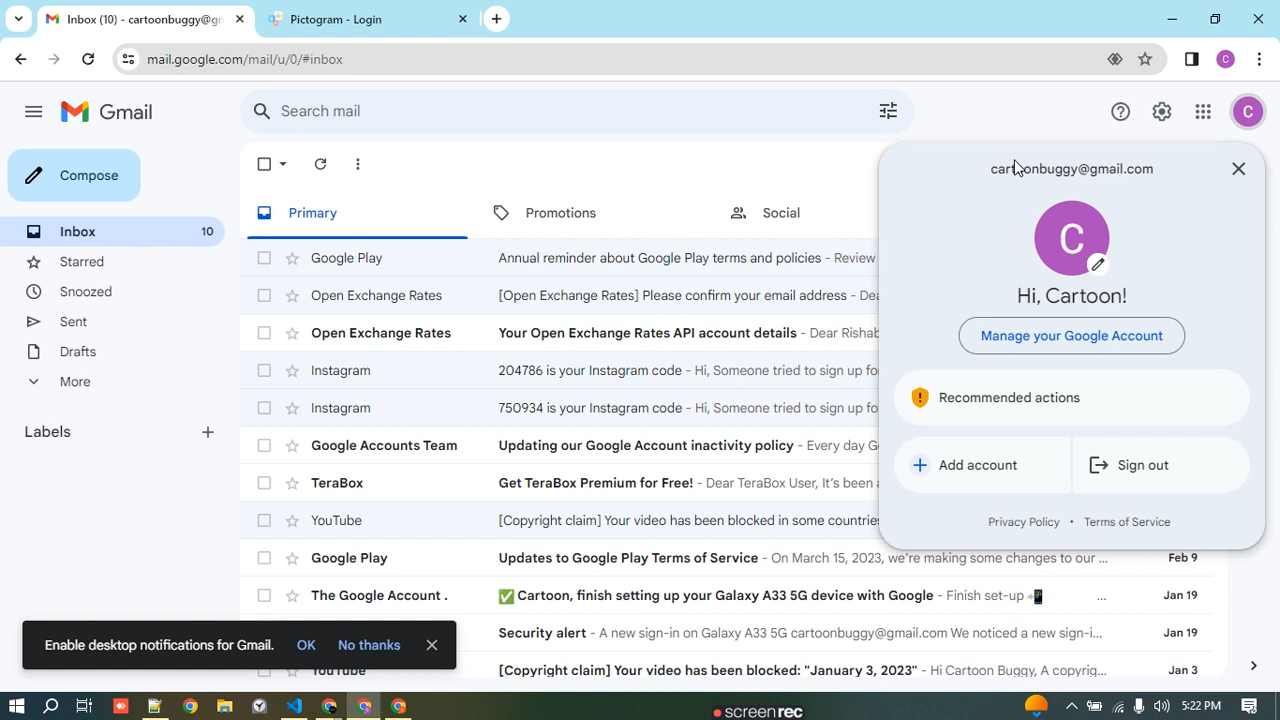 Inbox (10) - cartoonbuggy@gm
Pictogram - Login
mail.google.com/mail/u/0/#inbox
C
Gmail
Search mail
C
Compose
cartoonbuggy@gmail.com
Primary
Promotions
Social
Inbox 10
Starred
Snoozed
Sent
Drafts
More
Labels
C
Hi, Cartoon!
Manage your Google Account
Recommended actions
Add account
Sign out
Privacy Policy • Terms of Service
Google Play Annual reminder about Google Play terms and policies - Review
Open Exchange Rates [Open Exchange Rates] Please confirm your email address - Dea
Open Exchange Rates Your Open Exchange Rates API account details - Dear Rishab
Instagram 204786 is your Instagram code - Hi, Someone tried to sign up fo
Instagram 750934 is your Instagram code - Hi, Someone tried to sign up fo
Google Accounts Team Updating our Google Account inactivity policy - Every day G
TeraBox Get TeraBox Premium for Free! - Dear TeraBox User, It's been a
YouTube [Copyright claim] Your video has been blocked in some countries
Google Play Updates to Google Play Terms of Service - On March 15, 2023, we're making some changes to our ... Feb 9
The Google Account . ✅ Cartoon, finish setting up your Galaxy A33 5G device with Google - Finish set-up 📲 ... Jan 19
Security alert - A new sign-in on Galaxy A33 5G cartoonbuggy@gmail.com We noticed a new sign-i... Jan 19
YouTube [Copyright claim] Your video has been blocked: "January 3, 2023" - Hi Cartoon Buggy, A copyrig... Jan 3
Enable desktop notifications for Gmail. OK No thanks
screenrec
5:22 PM